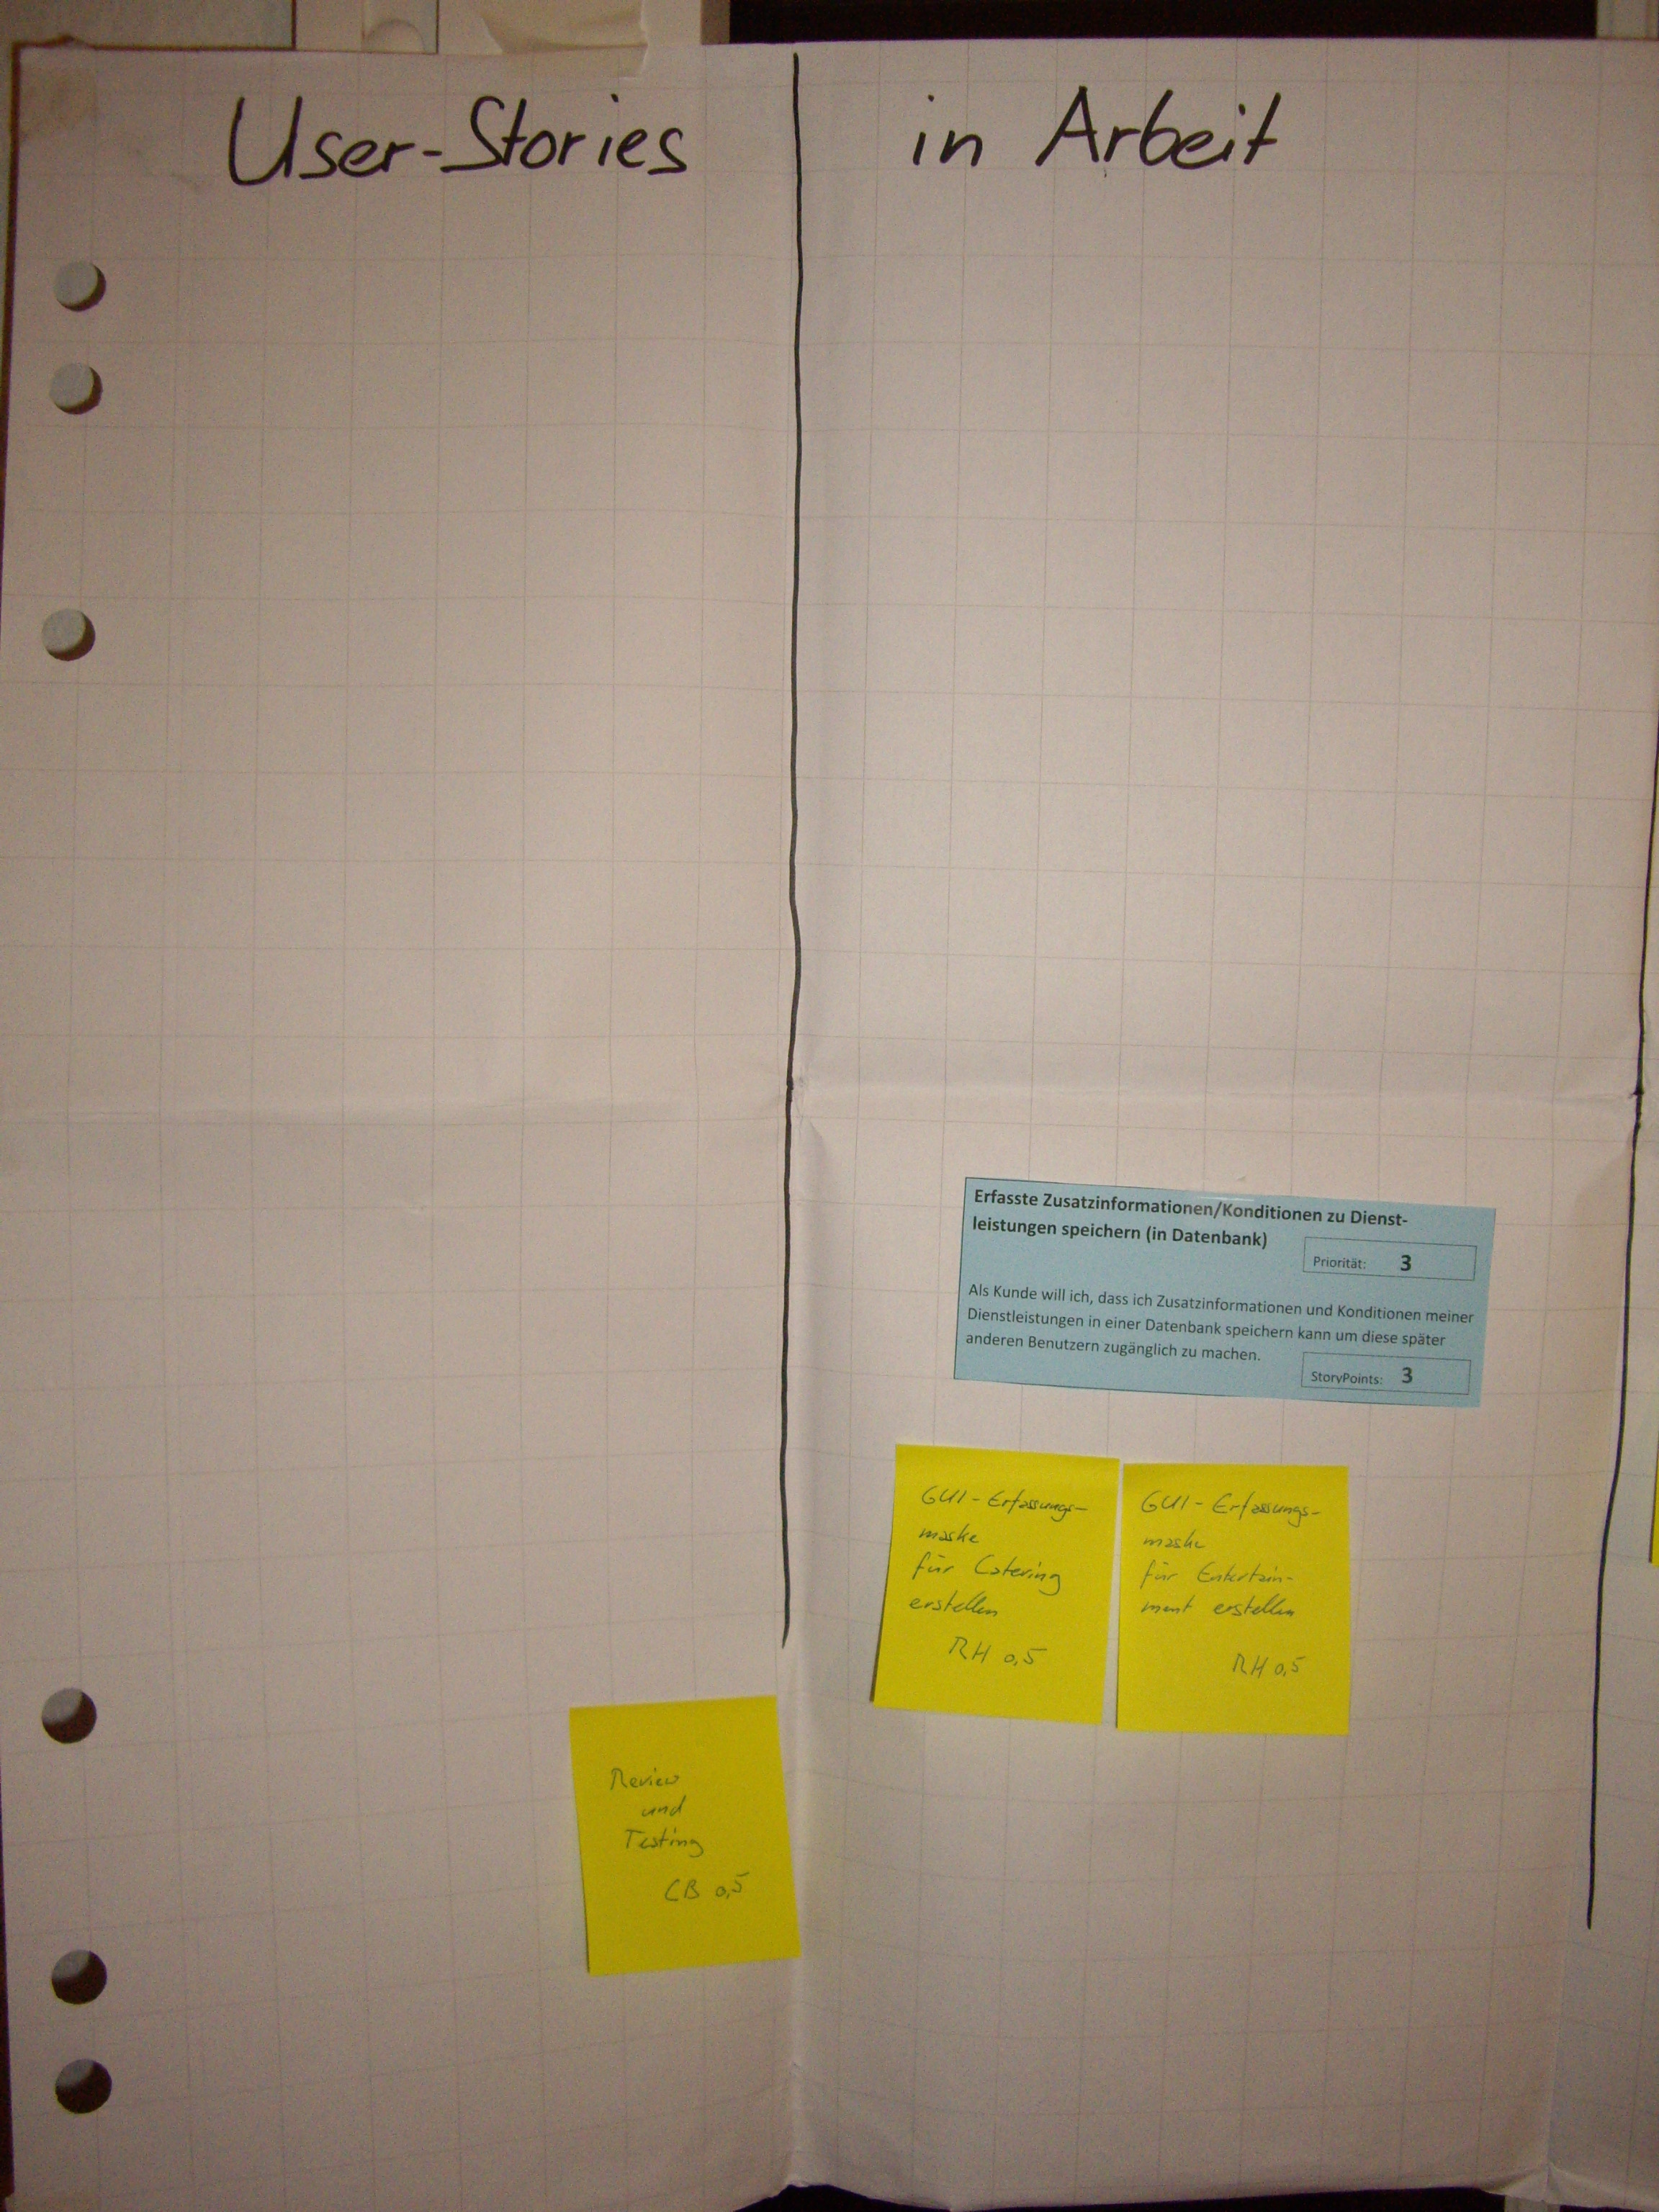 User-Stories
in Arbeit
Erfasste Zusatzinformationen/Konditionen zu Dienst-
leistungen speichern (in Datenbank)
Priorität: 3
Als Kunde will ich, dass ich Zusatzinformationen und Konditionen meiner
Dienstleistungen in einer Datenbank speichern kann um diese später
anderen Benutzern zugänglich zu machen.
StoryPoints: 3
GUI-Erfassungs-
maske
für Catering
erstellen
RH 0,5
GUI-Erfassungs-
maske
für Entertain-
ment erstellen
RH 0,5
Review
und
Testing
CB 0,5